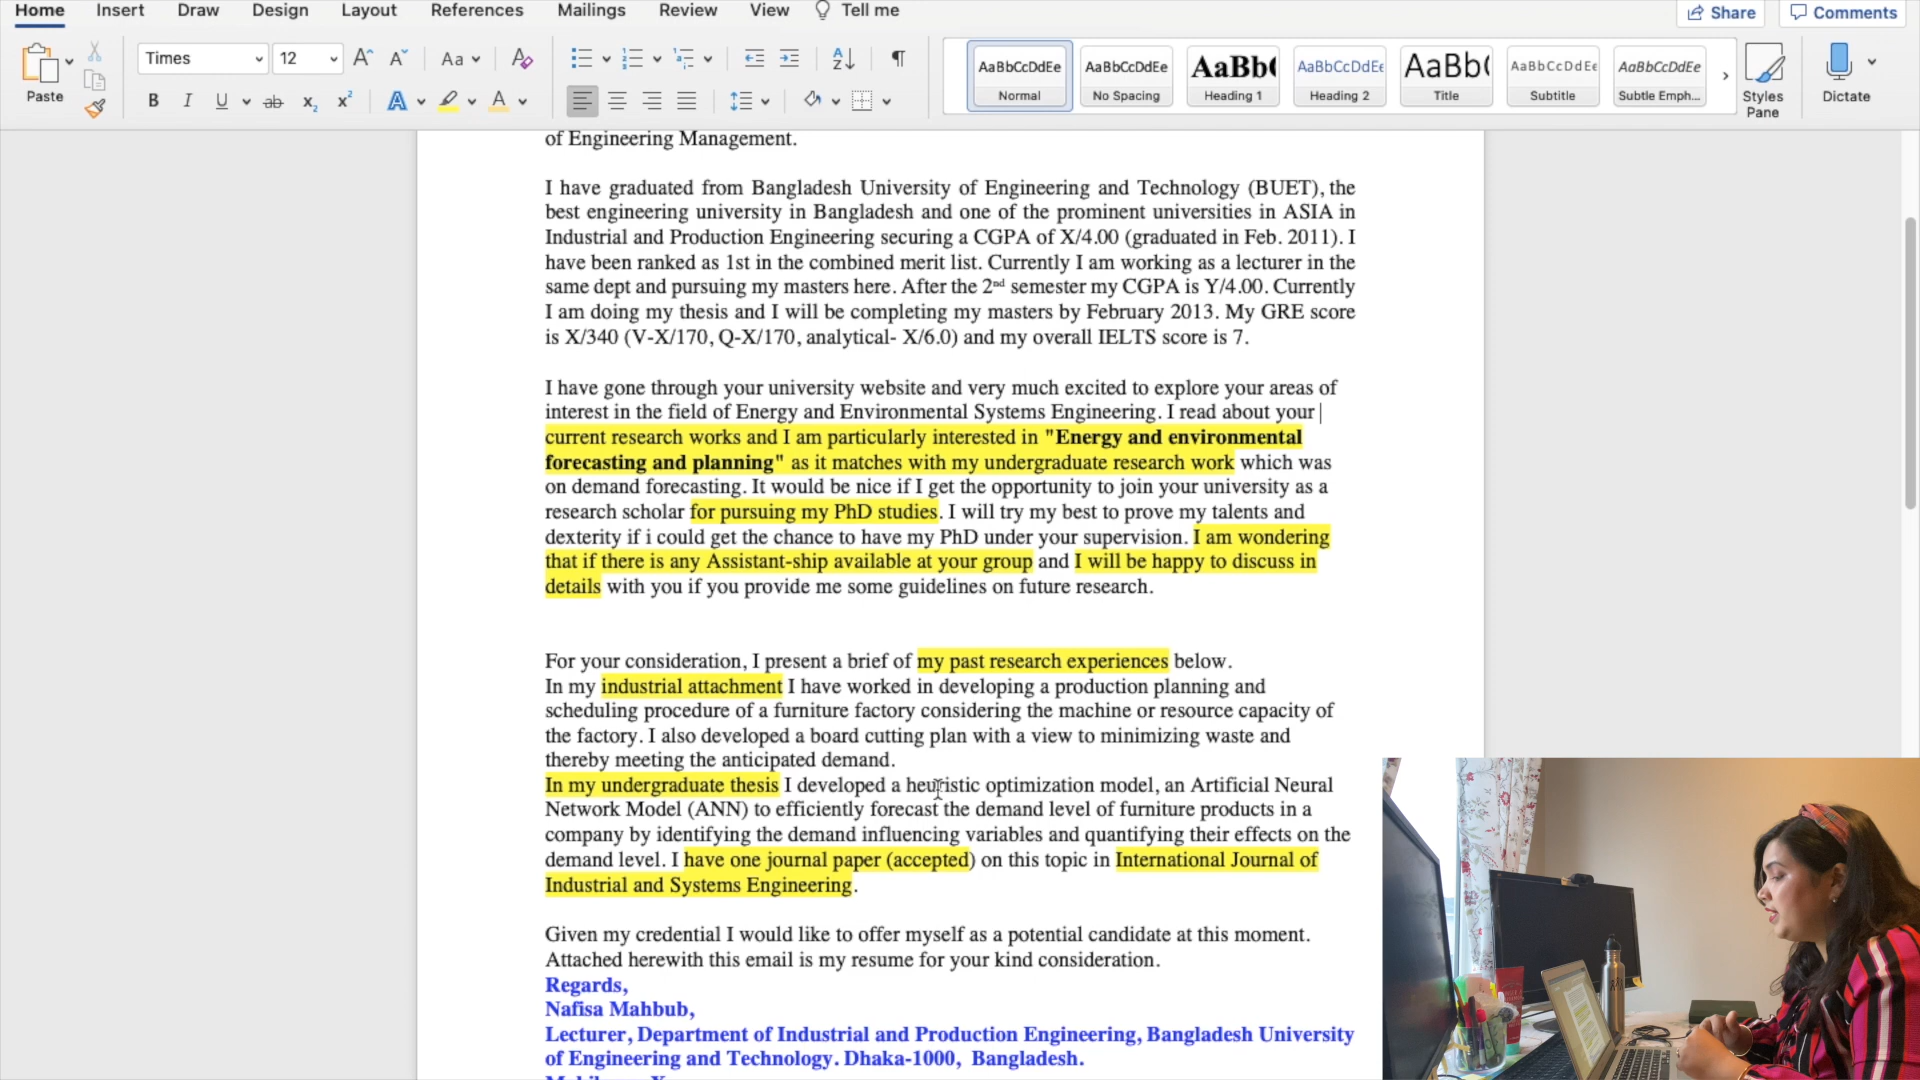 Home Insert Draw Design Layout References Mailings Review View Tell me Share Comments
Times 12 Aa
Paste
B I U ab x2 x2 A A
AaBbCcDdEe AaBbCcDdEe AaBb( AaBbCcDdEe AaBb( AaBbCcDdEe AaBbCcDdEe
Normal No Spacing Heading 1 Heading 2 Title Subtitle Subtle Emph...
Styles
Pane
Dictate
of Engineering Management.
I have graduated from Bangladesh University of Engineering and Technology (BUET), the
best engineering university in Bangladesh and one of the prominent universities in ASIA in
Industrial and Production Engineering securing a CGPA of X/4.00 (graduated in Feb. 2011). I
have been ranked as 1st in the combined merit list. Currently I am working as a lecturer in the
same dept and pursuing my masters here. After the 2nd semester my CGPA is Y/4.00. Currently
I am doing my thesis and I will be completing my masters by February 2013. My GRE score
is X/340 (V-X/170, Q-X/170, analytical- X/6.0) and my overall IELTS score is 7.
I have gone through your university website and very much excited to explore your areas of
interest in the field of Energy and Environmental Systems Engineering. I read about your
current research works and I am particularly interested in "Energy and environmental
forecasting and planning" as it matches with my undergraduate research work which was
on demand forecasting. It would be nice if I get the opportunity to join your university as a
research scholar for pursuing my PhD studies. I will try my best to prove my talents and
dexterity if i could get the chance to have my PhD under your supervision. I am wondering
that if there is any Assistant-ship available at your group and I will be happy to discuss in
details with you if you provide me some guidelines on future research.
For your consideration, I present a brief of my past research experiences below.
In my industrial attachment I have worked in developing a production planning and
scheduling procedure of a furniture factory considering the machine or resource capacity of
the factory. I also developed a board cutting plan with a view to minimizing waste and
thereby meeting the anticipated demand.
In my undergraduate thesis I developed a heuristic optimization model, an Artificial Neural
Network Model (ANN) to efficiently forecast the demand level of furniture products in a
company by identifying the demand influencing variables and quantifying their effects on the
demand level. I have one journal paper (accepted) on this topic in International Journal of
Industrial and Systems Engineering.
Given my credential I would like to offer myself as a potential candidate at this moment.
Attached herewith this email is my resume for your kind consideration.
Regards,
Nafisa Mahbub,
Lecturer, Department of Industrial and Production Engineering, Bangladesh University
of Engineering and Technology. Dhaka-1000, Bangladesh.